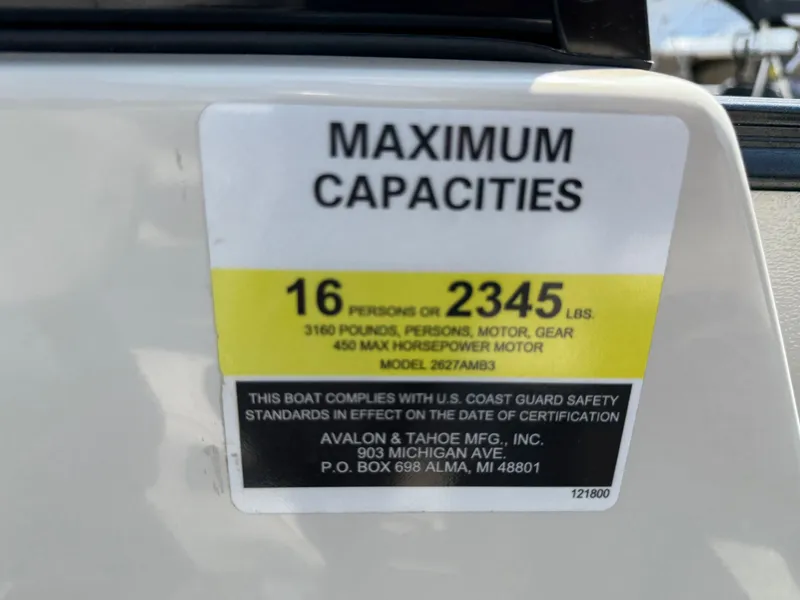 MAXIMUM
CAPACITIES
16 PERSONS OR 2345 LBS.
3160 POUNDS, PERSONS, MOTOR, GEAR
450 MAX HORSEPOWER MOTOR
MODEL 2627AMB3
THIS BOAT COMPLIES WITH U.S. COAST GUARD SAFETY
STANDARDS IN EFFECT ON THE DATE OF CERTIFICATION
AVALON & TAHOE MFG., INC.
903 MICHIGAN AVE.
P.O. BOX 698 ALMA, MI 48801
121800